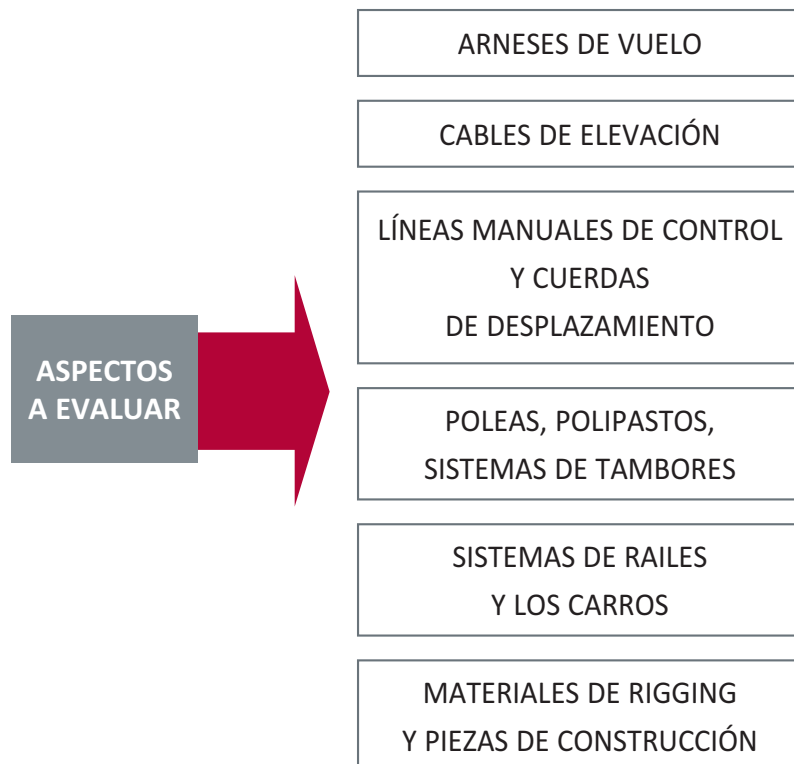 ARNESES DE VUELO
CABLES DE ELEVACIÓN
LÍNEAS MANUALES DE CONTROL
Y CUERDAS
DE DESPLAZAMIENTO
ASPECTOS
A EVALUAR
POLEAS, POLIPASTOS,
SISTEMAS DE TAMBORES
SISTEMAS DE RAILES
Y LOS CARROS
MATERIALES DE RIGGING
Y PIEZAS DE CONSTRUCCIÓN